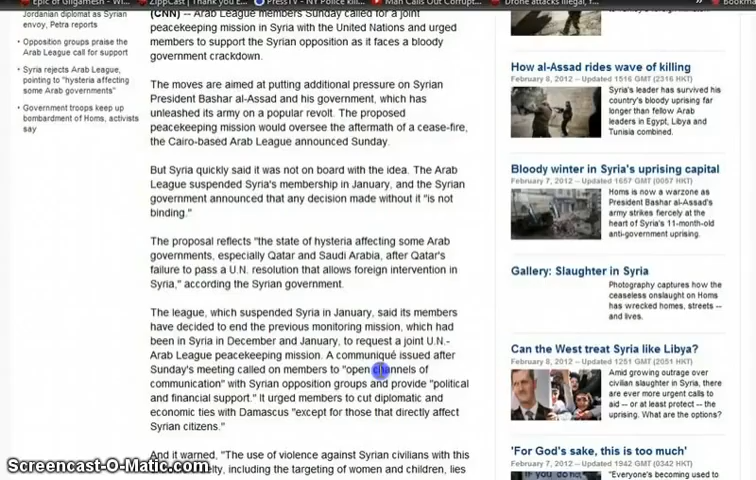 Epic of Gilgamesh - W.. ZippCast | Thank you E.. PressTV - NY Police kill.. Man Calls Out Corrupt... Drone attacks illegal, f... Bookma
Jordanian diplomat as Syrian
envoy, Petra reports
Opposition groups praise the
Arab League call for support
Syria rejects Arab League,
pointing to "hysteria affecting
some Arab governments"
Government troops keep up
bombardment of Homs, activists
say
(CNN) -- Arab League members Sunday called for a joint
peacekeeping mission in Syria with the United Nations and urged
members to support the Syrian opposition as it faces a bloody
government crackdown.
The moves are aimed at putting additional pressure on Syrian
President Bashar al-Assad and his government, which has
unleashed its army on a popular revolt. The proposed
peacekeeping mission would oversee the aftermath of a cease-fire,
the Cairo-based Arab League announced Sunday.
But Syria quickly said it was not on board with the idea. The Arab
League suspended Syria's membership in January, and the Syrian
government announced that any decision made without it "is not
binding."
The proposal reflects "the state of hysteria affecting some Arab
governments, especially Qatar and Saudi Arabia, after Qatar's
failure to pass a U.N. resolution that allows foreign intervention in
Syria," according the Syrian government.
The league, which suspended Syria in January, said its members
have decided to end the previous monitoring mission, which had
been in Syria in December and January, to request a joint U.N.-
Arab League peacekeeping mission. A communiqué issued after
Sunday's meeting called on members to "open channels of
communication" with Syrian opposition groups and provide "political
and financial support." It urged members to cut diplomatic and
economic ties with Damascus "except for those that directly affect
Syrian citizens."
And it warned, "The use of violence against Syrian civilians with this
elty, including the targeting of women and children, lies
How al-Assad rides wave of killing
February 8, 2012 -- Updated 1516 GMT (2316 HKT)
Syria's leader has survived his
country's bloody uprising far
longer than fellow Arab
leaders in Egypt, Libya and
Tunisia combined.
Bloody winter in Syria's uprising capital
February 7, 2012 -- Updated 1657 GMT (0057 HKT)
Homs is now a warzone as
President Bashar al-Assad's
army strikes fiercely at the
heart of Syria's 11-month-old
anti-government uprising.
Gallery: Slaughter in Syria
Photography captures how the
ceaseless onslaught on Homs
has wrecked homes, streets --
and lives.
Can the West treat Syria like Libya?
February 8, 2012 -- Updated 1251 GMT (2051 HKT)
Amid growing outrage over
civilian slaughter in Syria, there
are ever more urgent calls to
aid -- or at least protect -- the
uprising. What are the options?
'For God's sake, this is too much'
February 7, 2012 -- Updated 1942 GMT (0342 HKT)
"Everyone's becoming used to
IF YOU DO
Screencast-O-Matic.com